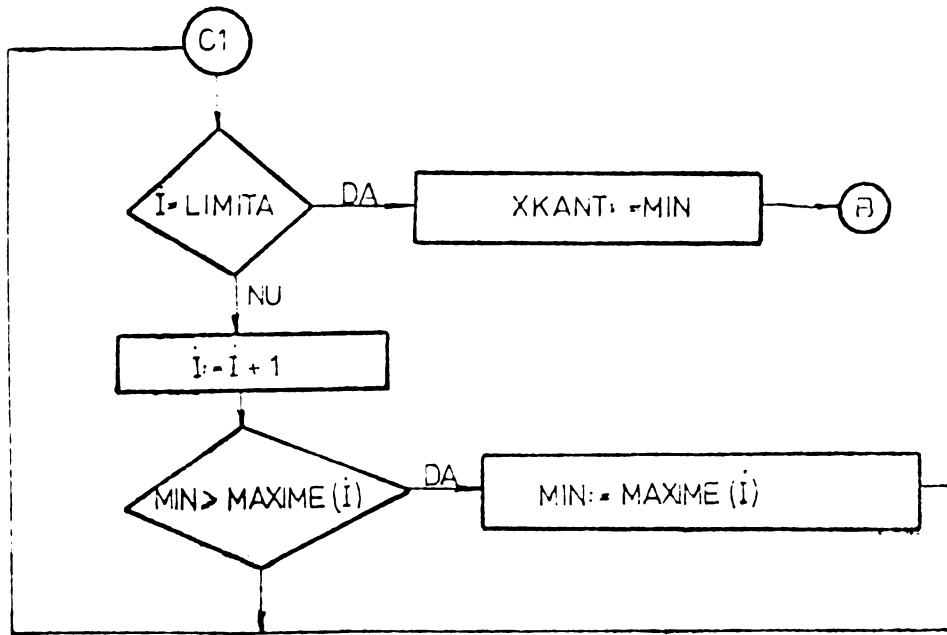 C1
İ=LIMITA
DA
XKANT:=MIN
B
NU
İ:=İ+1
MIN > MAXIME(İ)
DA
MIN:=MAXIME(İ)